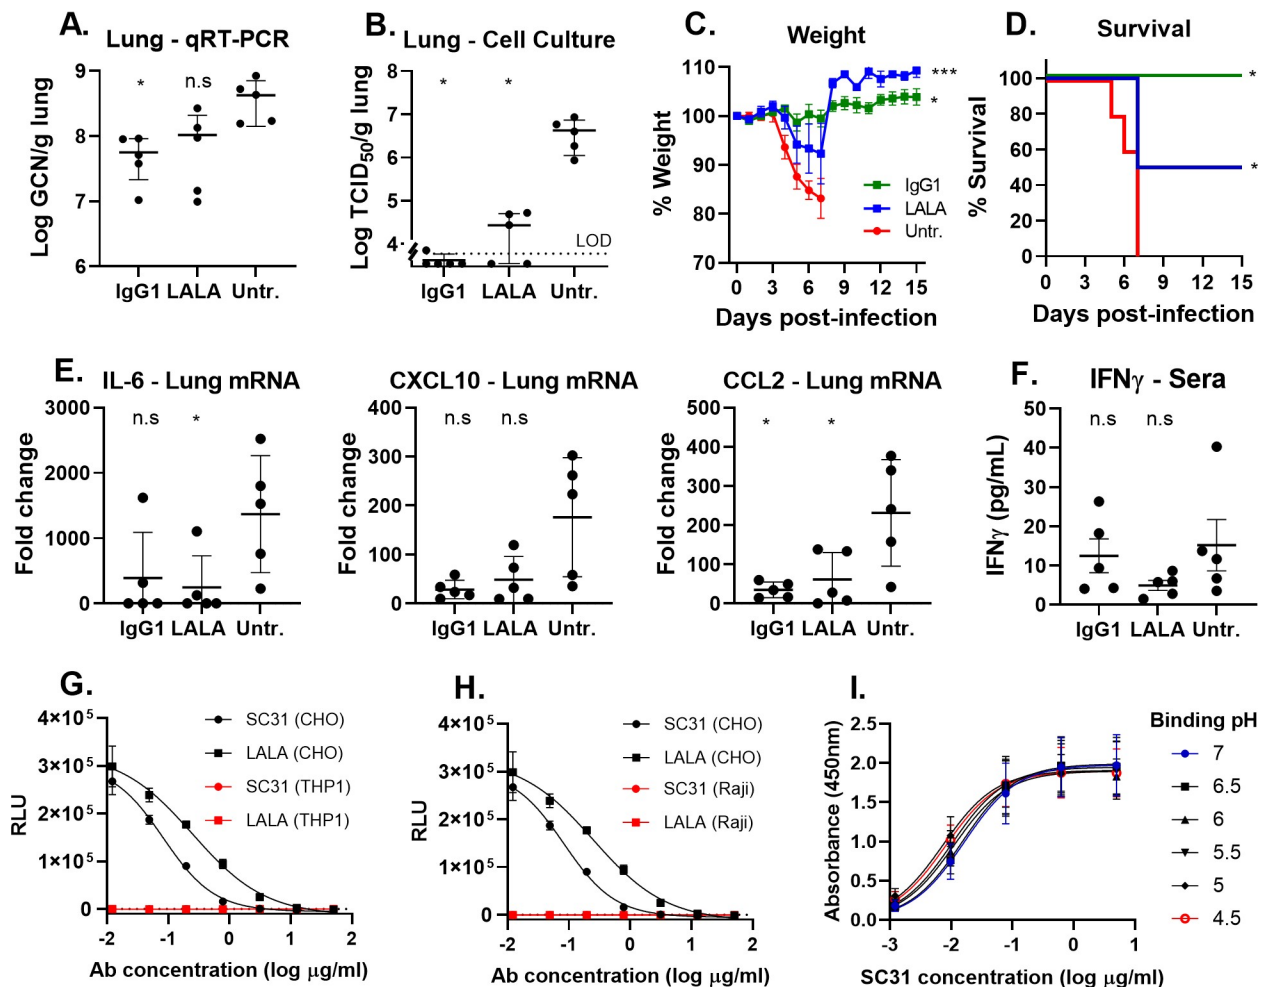 A.
Lung - qRT-PCR
Log GCN/g lung
9
8
7
6
*
n.s
IgG1 LALA Untr.
B.
Lung - Cell Culture
Log TCID50/g lung
8
7
6
5
4
*
*
LOD
IgG1 LALA Untr.
C.
Weight
% Weight
110
100
90
80
70
***
*
IgG1
LALA
Untr.
0 3 6 9 12 15
Days post-infection
D.
Survival
% Survival
100
80
60
40
20
0
*
*
0 3 6 9 12 15
Days post-infection
E.
IL-6 - Lung mRNA
Fold change
3000
2000
1000
0
n.s
*
IgG1 LALA Untr.
CXCL10 - Lung mRNA
Fold change
400
300
200
100
0
n.s
n.s
IgG1 LALA Untr.
CCL2 - Lung mRNA
Fold change
500
400
300
200
100
0
*
*
IgG1 LALA Untr.
F.
IFNγ - Sera
IFNγ (pg/mL)
50
40
30
20
10
0
n.s
n.s
IgG1 LALA Untr.
G.
RLU
4×10⁵
3×10⁵
2×10⁵
1×10⁵
0
SC31 (CHO)
LALA (CHO)
SC31 (THP1)
LALA (THP1)
-2 -1 0 1 2
Ab concentration (log μg/ml)
H.
RLU
4×10⁵
3×10⁵
2×10⁵
1×10⁵
0
SC31 (CHO)
LALA (CHO)
SC31 (Raji)
LALA (Raji)
-2 -1 0 1 2
Ab concentration (log μg/ml)
I.
Absorbance (450nm)
2.5
2.0
1.5
1.0
0.5
0.0
-3 -2 -1 0 1
SC31 concentration (log μg/ml)
Binding pH
7
6.5
6
5.5
5
4.5